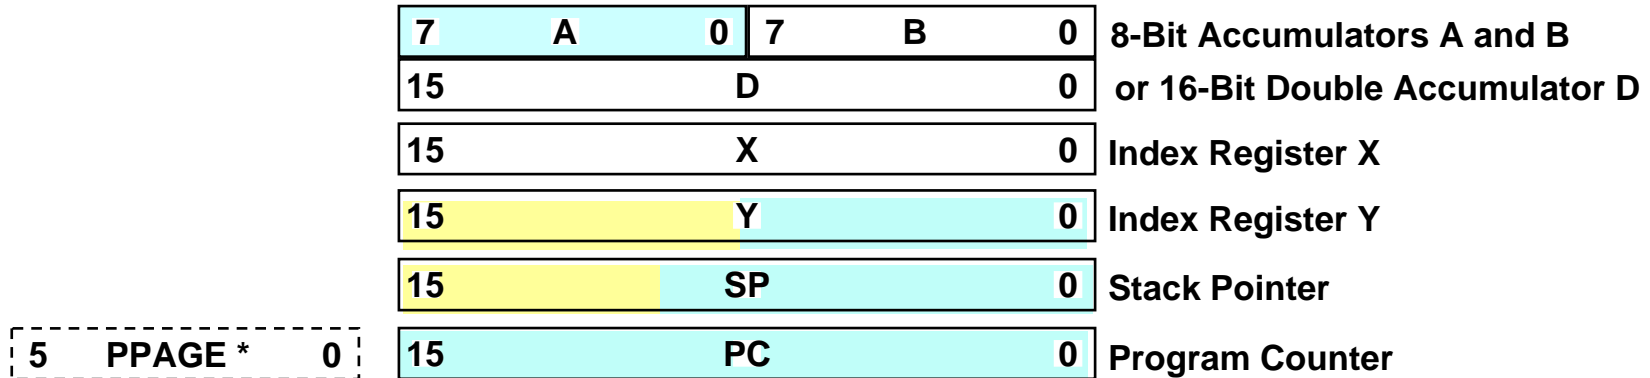 7 A 0 7 B 0 8-Bit Accumulators A and B
15 D 0 or 16-Bit Double Accumulator D
15 X 0 Index Register X
15 Y 0 Index Register Y
15 SP 0 Stack Pointer
5 PPAGE * 0 15 PC 0 Program Counter